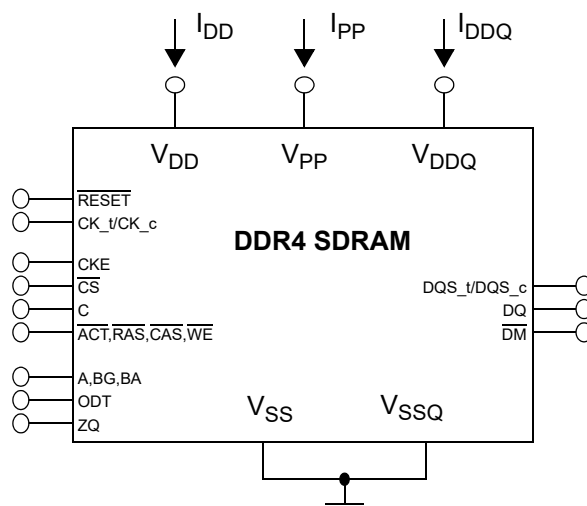 IDD IPP IDDQ
VDD VPP VDDQ
RESET
CK_t/CK_c
DDR4 SDRAM
CKE
CS
DQS_t/DQS_c
C
DQ
ACT,RAS,CAS,WE
DM
A,BG,BA
ODT
VSS VSSQ
ZQ